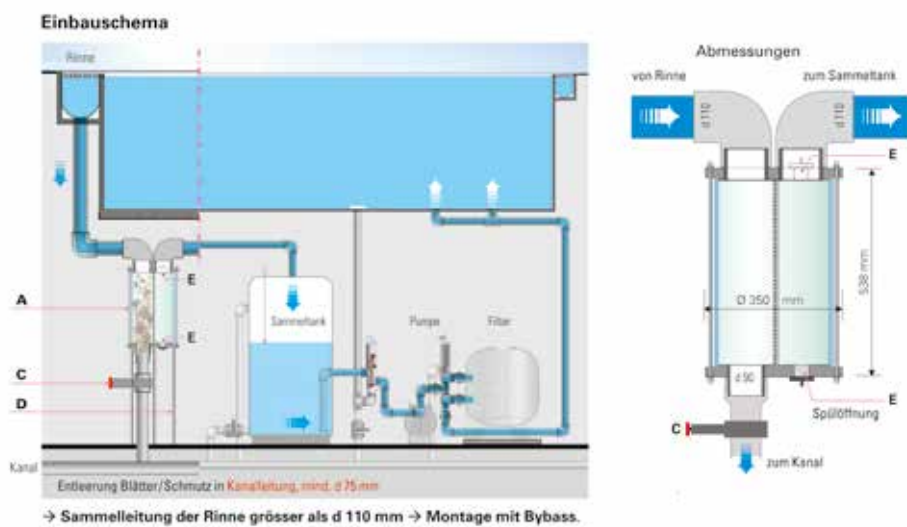 Einbauschema
Rinne
E
A
E
Sammeltank
Pumpe
Filter
C
D
Kanal
Entleerung Blätter/Schmutz in Kanalleitung, mind. d 75 mm
→ Sammelleitung der Rinne grösser als d 110 mm → Montage mit Bybass.
Abmessungen
von Rinne
zum Sammeltank
d 110
d 110
E
538 mm
Ø 350 mm
d 90
E
Spülöffnung
C
zum Kanal